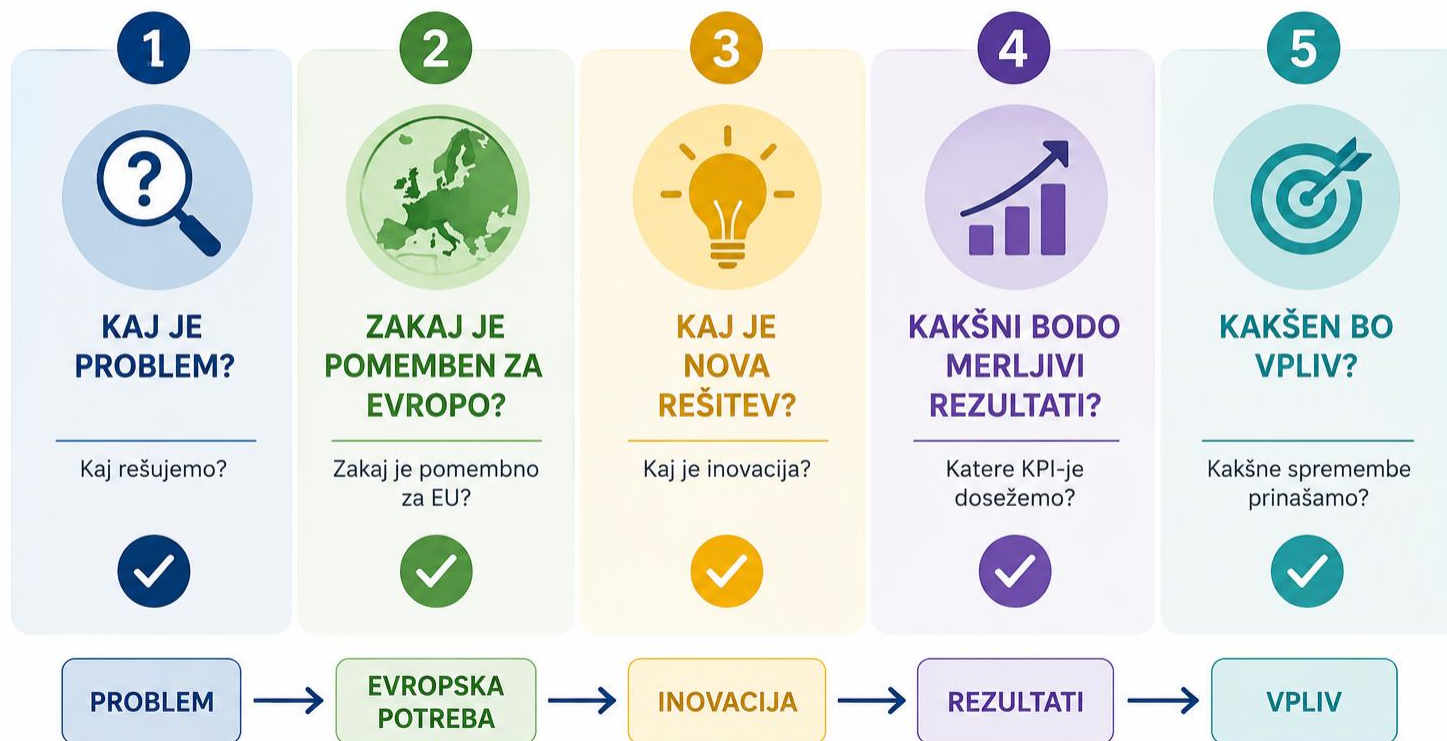 1
KAJ JE
PROBLEM?
Kaj rešujemo?
2
ZAKAJ JE
POMEMBEN ZA
EVROPO?
Zakaj je pomembno
za EU?
3
KAJ JE
NOVA
REŠITEV?
Kaj je inovacija?
4
KAKŠNI BODO
MERLJIVI
REZULTATI?
Katere KPI-je
dosežemo?
5
KAKŠEN BO
VPLIV?
Kakšne spremembe
prinašamo?
PROBLEM
EVROPSKA
POTREBA
INOVACIJA
REZULTATI
VPLIV